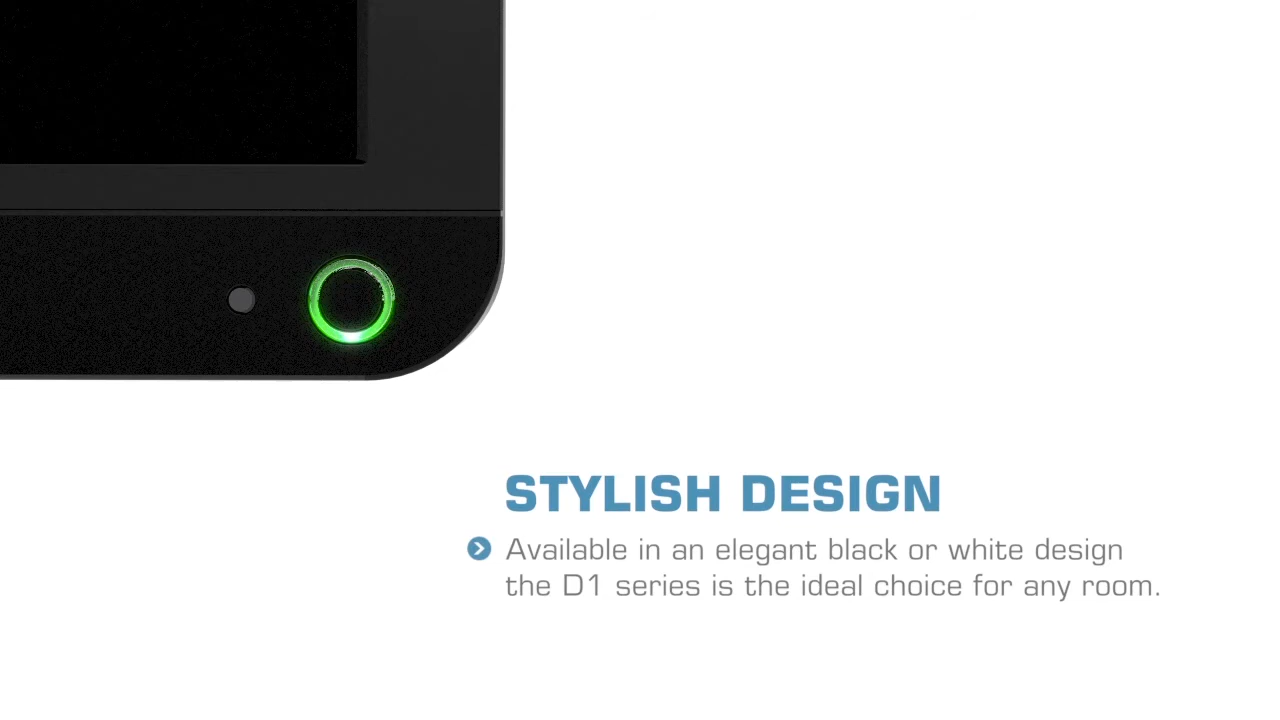 STYLISH DESIGN
Available in an elegant black or white design
the D1 series is the ideal choice for any room.